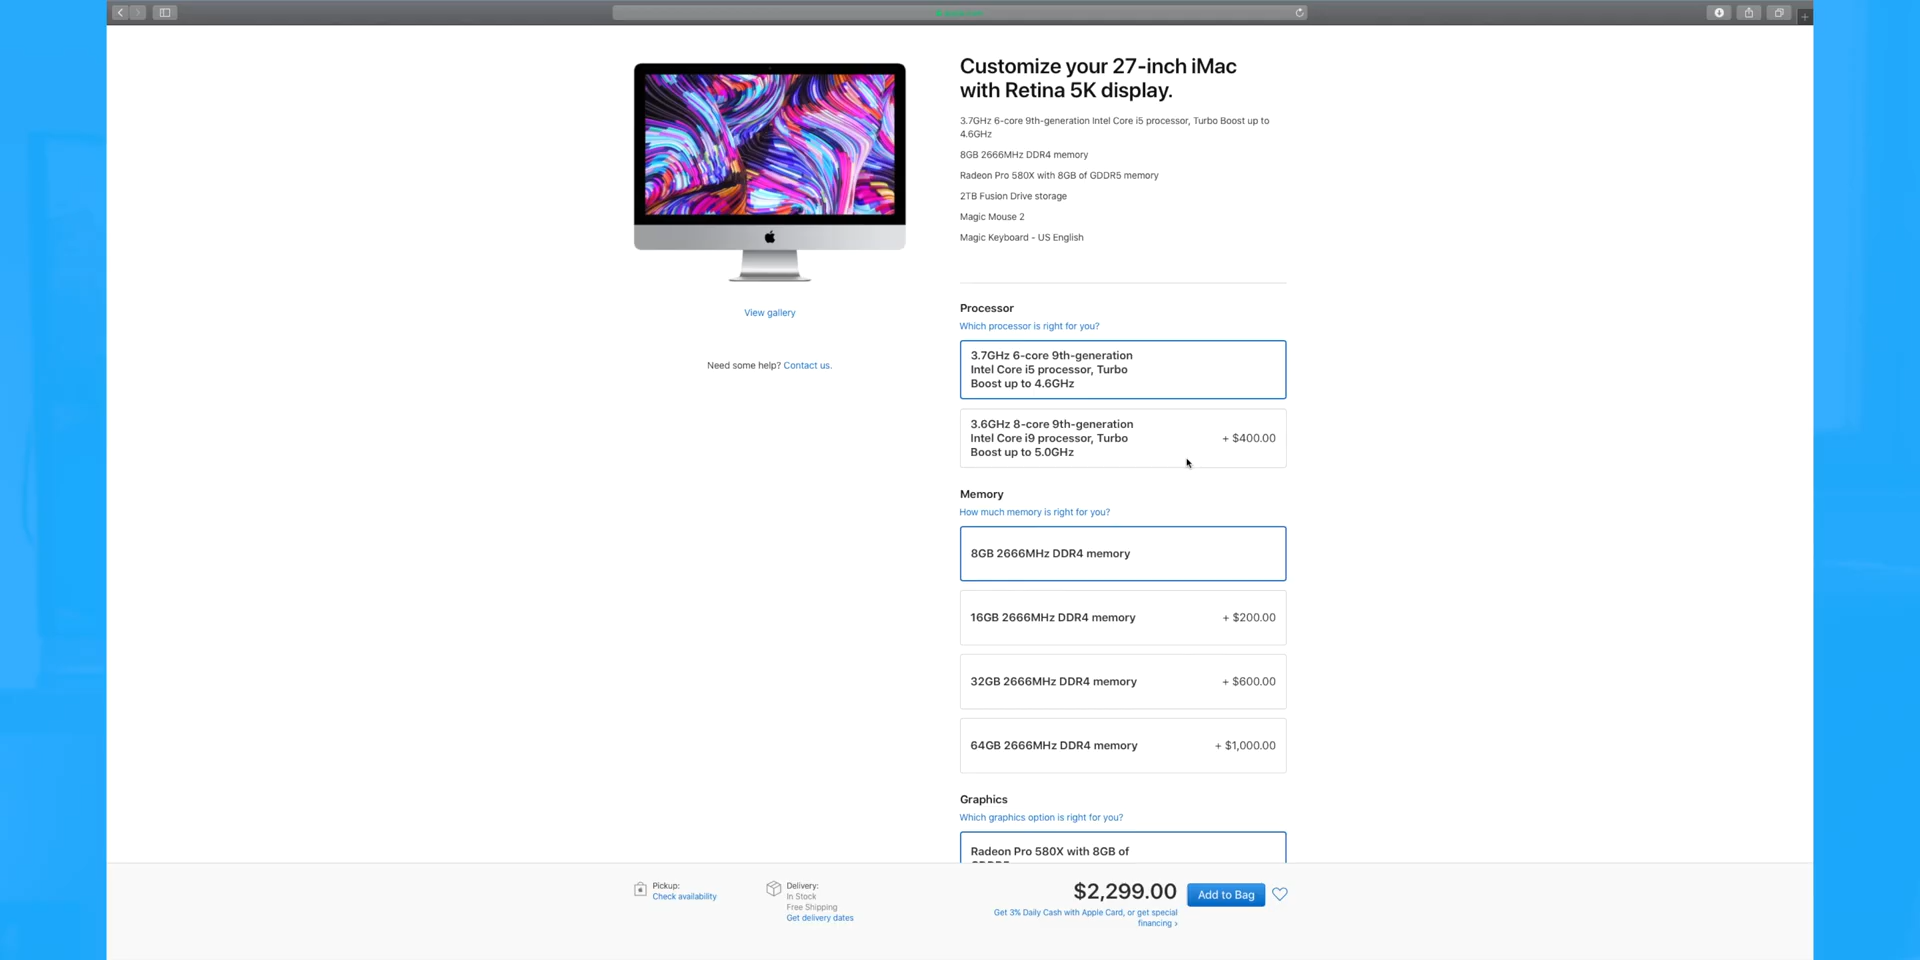 Customize your 27-inch iMac
with Retina 5K display.
3.7GHz 6-core 9th-generation Intel Core i5 processor, Turbo Boost up to
4.6GHz
8GB 2666MHz DDR4 memory
Radeon Pro 580X with 8GB of GDDR5 memory
2TB Fusion Drive storage
Magic Mouse 2
Magic Keyboard - US English
View gallery
Need some help? Contact us.
Processor
Which processor is right for you?
3.7GHz 6-core 9th-generation
Intel Core i5 processor, Turbo
Boost up to 4.6GHz
3.6GHz 8-core 9th-generation
Intel Core i9 processor, Turbo
Boost up to 5.0GHz
+ $400.00
Memory
How much memory is right for you?
8GB 2666MHz DDR4 memory
16GB 2666MHz DDR4 memory + $200.00
32GB 2666MHz DDR4 memory + $600.00
64GB 2666MHz DDR4 memory + $1,000.00
Graphics
Which graphics option is right for you?
Radeon Pro 580X with 8GB of
Pickup:
Check availability
Delivery:
In Stock
Free Shipping
Get delivery dates
$2,299.00
Add to Bag
Get 3% Daily Cash with Apple Card, or get special
financing ›